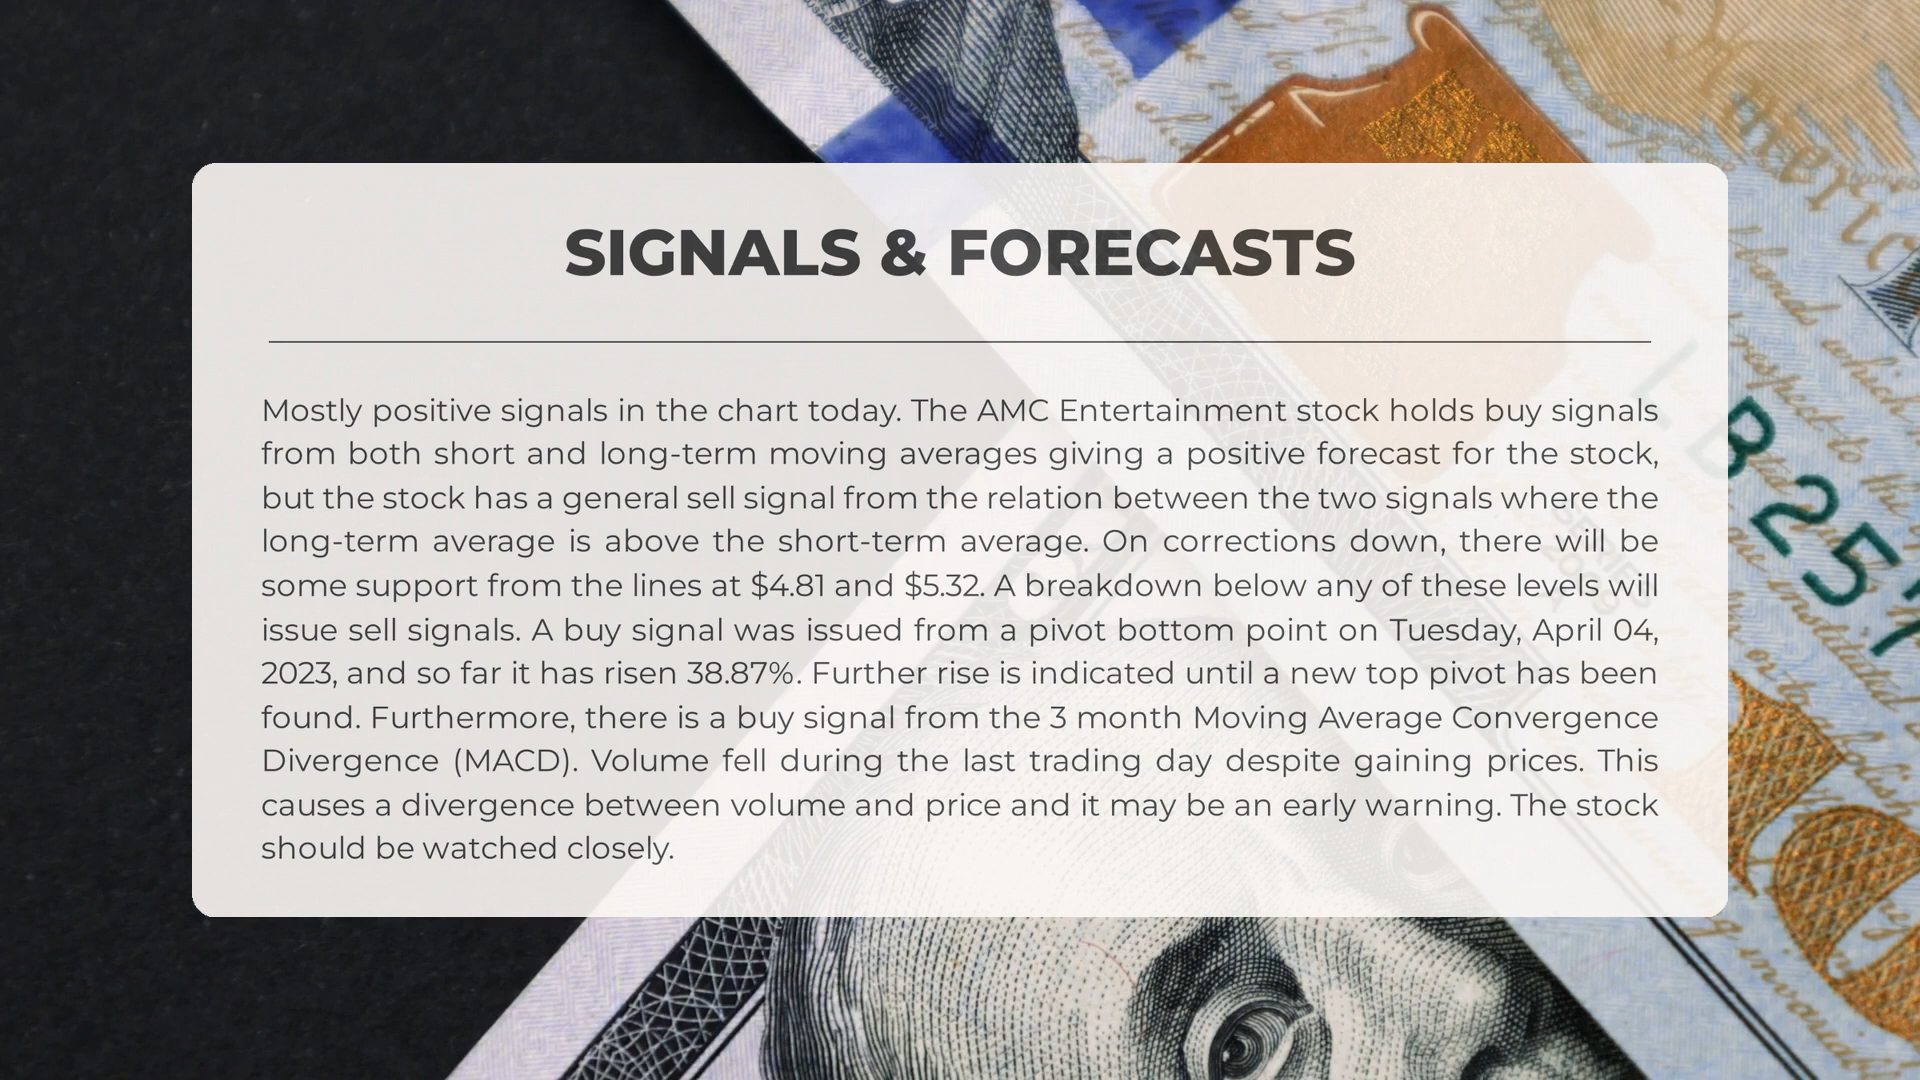 SIGNALS & FORECASTS
Mostly positive signals in the chart today. The AMC Entertainment stock holds buy signals
from both short and long-term moving averages giving a positive forecast for the stock,
but the stock has a general sell signal from the relation between the two signals where the
long-term average is above the short-term average. On corrections down, there will be
some support from the lines at $4.81 and $5.32. A breakdown below any of these levels will
issue sell signals. A buy signal was issued from a pivot bottom point on Tuesday, April 04,
2023, and so far it has risen 38.87%. Further rise is indicated until a new top pivot has been
found. Furthermore, there is a buy signal from the 3 month Moving Average Convergence
Divergence (MACD). Volume fell during the last trading day despite gaining prices. This
causes a divergence between volume and price and it may be an early warning. The stock
should be watched closely.